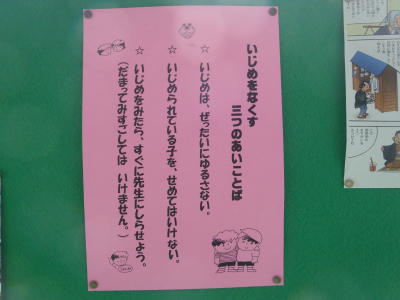 いじめをなくす
三つのあいことば
☆ いじめは、ぜったいにゆるさない。
☆ いじめられている子を、せめてはいけない。
☆ いじめをみたら、すぐに先生にしらせよう。
（だまってみすごしては いけません。）